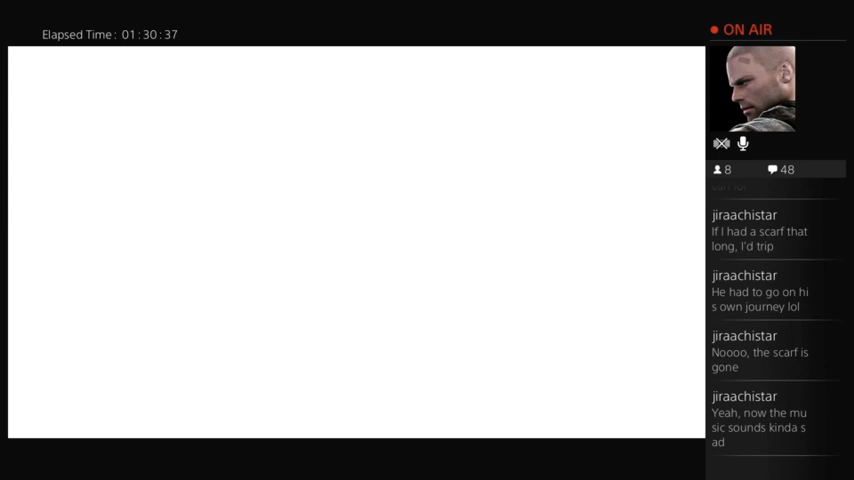 Elapsed Time: 01:30:37
ON AIR
8 48
jiraachistar
If I had a scarf that
long, I'd trip
jiraachistar
He had to go on hi
s own journey lol
jiraachistar
Noooo, the scarf is
gone
jiraachistar
Yeah, now the mu
sic sounds kinda s
ad